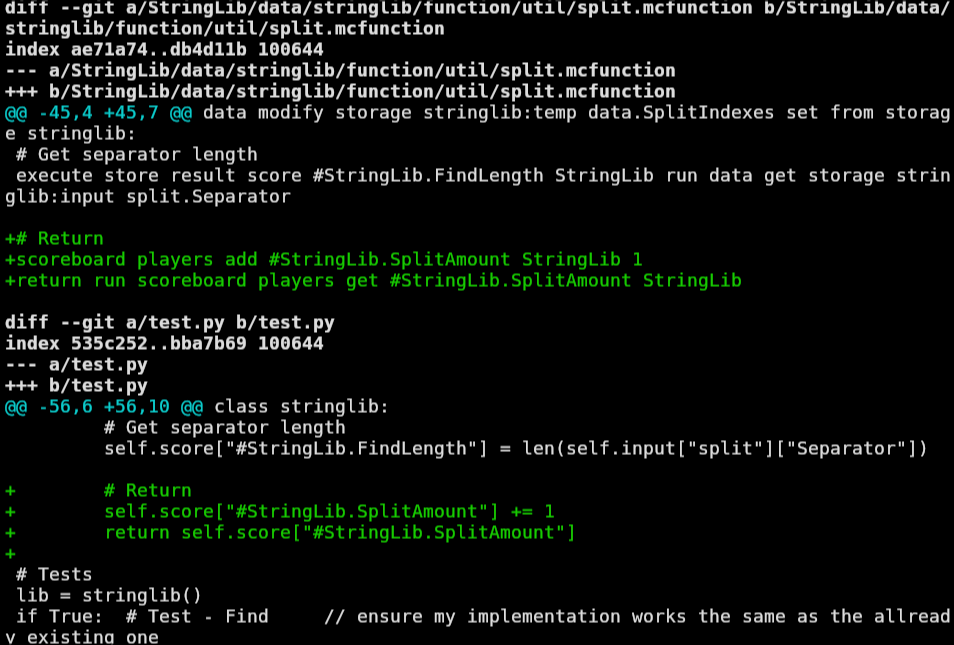 diff --git a/StringLib/data/stringlib/function/util/split.mcfunction b/StringLib/data/
stringlib/function/util/split.mcfunction
index ae71a74..db4d11b 100644
--- a/StringLib/data/stringlib/function/util/split.mcfunction
+++ b/StringLib/data/stringlib/function/util/split.mcfunction
@@ -45,4 +45,7 @@ data modify storage stringlib:temp data.SplitIndexes set from storag
e stringlib:
 # Get separator length
 execute store result score #StringLib.FindLength StringLib run data get storage strin
glib:input split.Separator

+# Return
+scoreboard players add #StringLib.SplitAmount StringLib 1
+return run scoreboard players get #StringLib.SplitAmount StringLib

diff --git a/test.py b/test.py
index 535c252..bba7b69 100644
--- a/test.py
+++ b/test.py
@@ -56,6 +56,10 @@ class stringlib:
         # Get separator length
         self.score["#StringLib.FindLength"] = len(self.input["split"]["Separator"])

+        # Return
+        self.score["#StringLib.SplitAmount"] += 1
+        return self.score["#StringLib.SplitAmount"]
+
 # Tests
 lib = stringlib()
 if True:  # Test - Find     // ensure my implementation works the same as the allread
y existing one